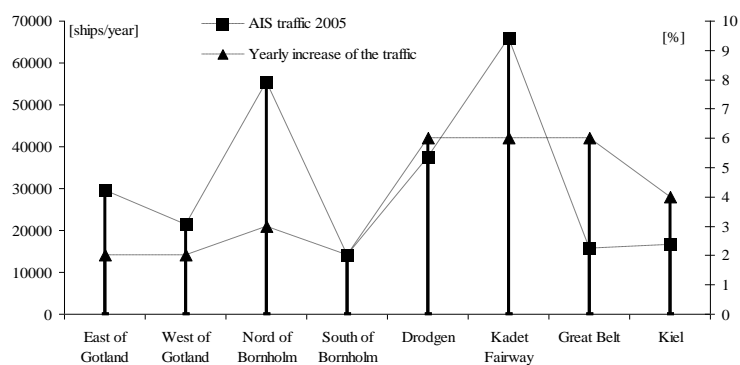 [ships/year]
AIS traffic 2005
Yearly increase of the traffic
[%]
70000
60000
50000
40000
30000
20000
10000
0
10
9
8
7
6
5
4
3
2
1
0
East of
Gotland
West of
Gotland
Nord of
Bornholm
South of
Bornholm
Drodgen
Kadet
Fairway
Great Belt
Kiel